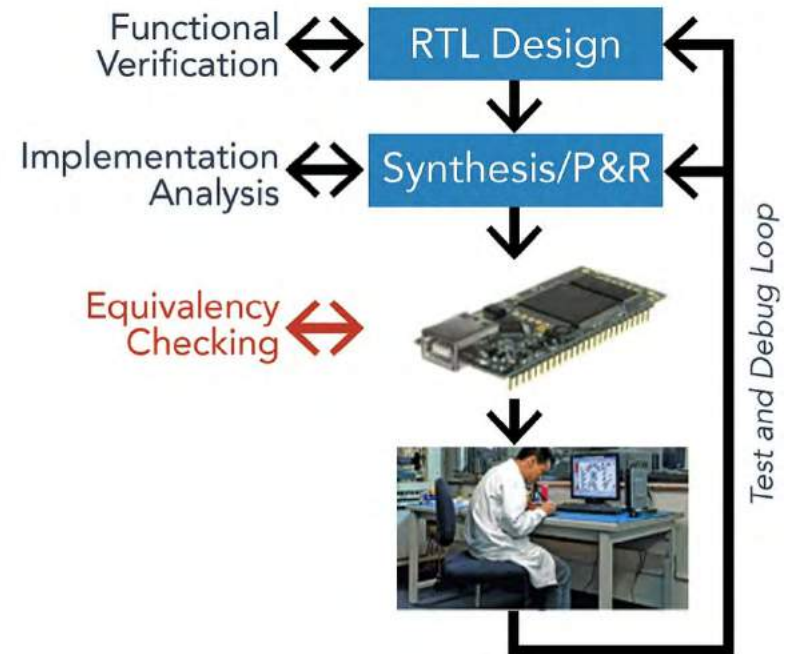 Functional
Verification
RTL Design
Implementation
Analysis
Synthesis/P&R
Equivalency
Checking
Test and Debug Loop